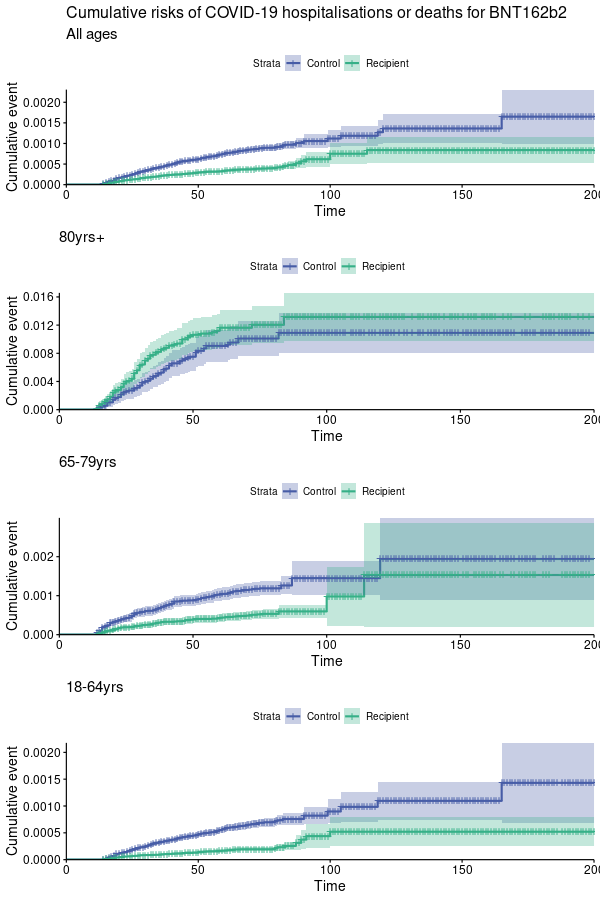 Cumulative risks of COVID-19 hospitalisations or deaths for BNT162b2
All ages
Strata Control Recipient
Cumulative event
0.0020
0.0015
0.0010
0.0005
0.0000
0 50 100 150 200
Time
80yrs+
Strata Control Recipient
Cumulative event
0.016
0.012
0.008
0.004
0.000
0 50 100 150 200
Time
65-79yrs
Strata Control Recipient
Cumulative event
0.002
0.001
0.000
0 50 100 150 200
Time
18-64yrs
Strata Control Recipient
Cumulative event
0.0020
0.0015
0.0010
0.0005
0.0000
0 50 100 150 200
Time